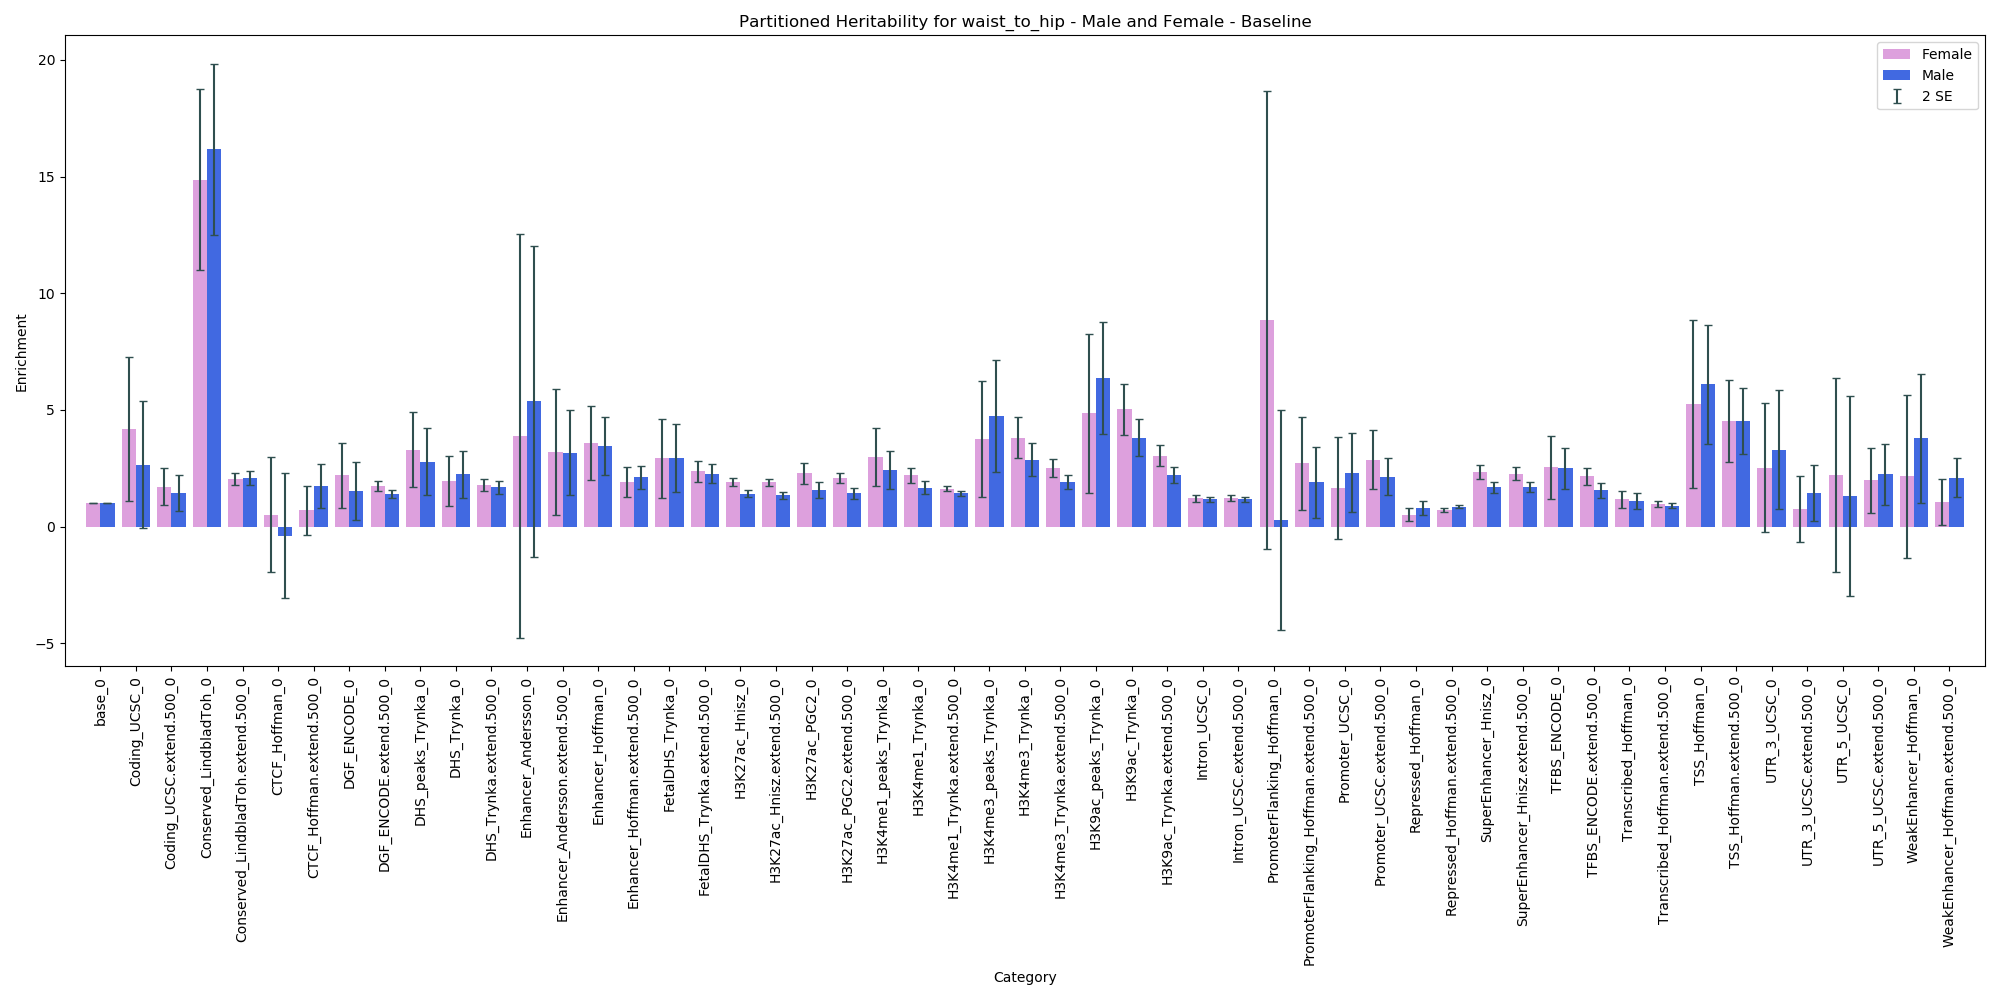 Partitioned Heritability for waist_to_hip - Male and Female - Baseline
Female
Male
2 SE
20
15
10
5
0
−5
Enrichment
base_0
Coding_UCSC_0
Coding_UCSC.extend.500_0
Conserved_LindbladToh_0
Conserved_LindbladToh.extend.500_0
CTCF_Hoffman_0
CTCF_Hoffman.extend.500_0
DGF_ENCODE_0
DGF_ENCODE.extend.500_0
DHS_peaks_Trynka_0
DHS_Trynka_0
DHS_Trynka.extend.500_0
Enhancer_Andersson_0
Enhancer_Andersson.extend.500_0
Enhancer_Hoffman_0
Enhancer_Hoffman.extend.500_0
FetalDHS_Trynka_0
FetalDHS_Trynka.extend.500_0
H3K27ac_Hnisz_0
H3K27ac_Hnisz.extend.500_0
H3K27ac_PGC2_0
H3K27ac_PGC2.extend.500_0
H3K4me1_peaks_Trynka_0
H3K4me1_Trynka_0
H3K4me1_Trynka.extend.500_0
H3K4me3_peaks_Trynka_0
H3K4me3_Trynka_0
H3K4me3_Trynka.extend.500_0
H3K9ac_peaks_Trynka_0
H3K9ac_Trynka_0
H3K9ac_Trynka.extend.500_0
Intron_UCSC_0
Intron_UCSC.extend.500_0
PromoterFlanking_Hoffman_0
PromoterFlanking_Hoffman.extend.500_0
Promoter_UCSC_0
Promoter_UCSC.extend.500_0
Repressed_Hoffman_0
Repressed_Hoffman.extend.500_0
SuperEnhancer_Hnisz_0
SuperEnhancer_Hnisz.extend.500_0
TFBS_ENCODE_0
TFBS_ENCODE.extend.500_0
Transcribed_Hoffman_0
Transcribed_Hoffman.extend.500_0
TSS_Hoffman_0
TSS_Hoffman.extend.500_0
UTR_3_UCSC_0
UTR_3_UCSC.extend.500_0
UTR_5_UCSC_0
UTR_5_UCSC.extend.500_0
WeakEnhancer_Hoffman_0
WeakEnhancer_Hoffman.extend.500_0
Category